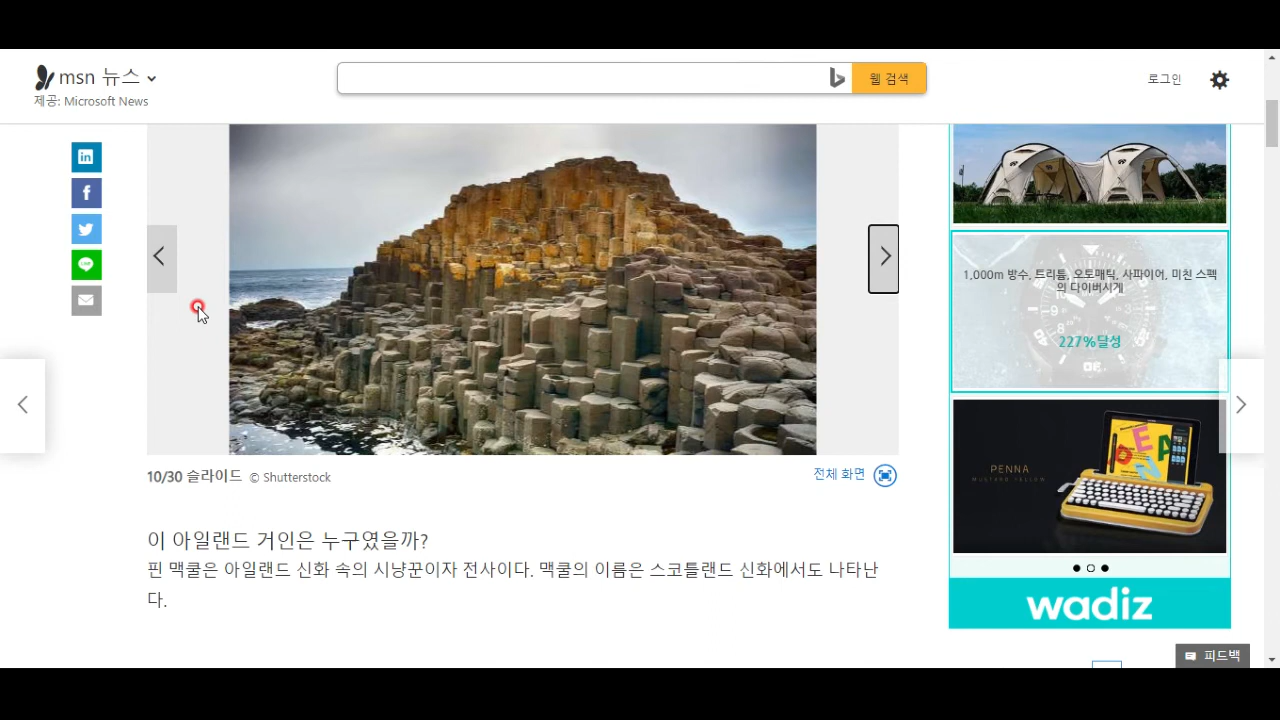 msn 뉴스
제공: Microsoft News
웹 검색
로그인
1,000m 방수, 트리튬, 오토매틱, 사파이어, 미친 스펙
의 다이버시계
227%달성
PENNA
MUSTARD YELLOW
wadiz
10/30 슬라이드 © Shutterstock
전체 화면
이 아일랜드 거인은 누구였을까?
핀 맥쿨은 아일랜드 신화 속의 사냥꾼이자 전사이다. 맥쿨의 이름은 스코틀랜드 신화에서도 나타난
다.
피드백